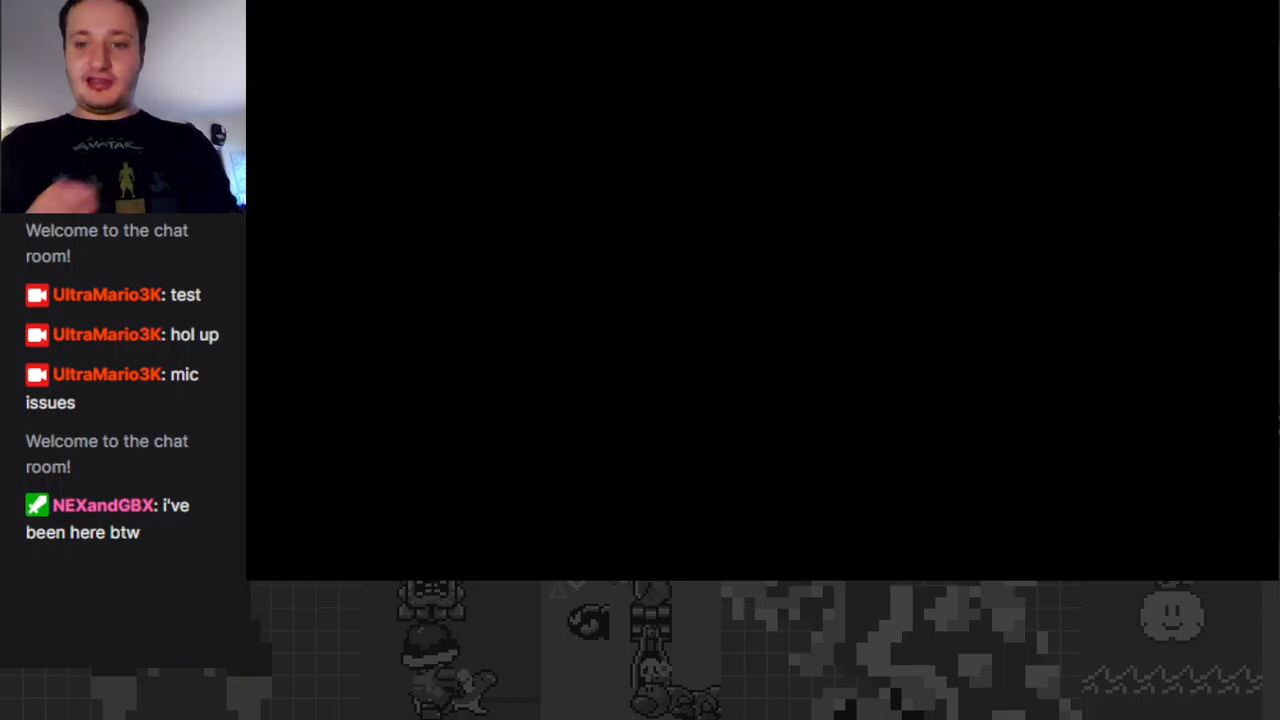 AVATAR
Welcome to the chat
room!
UltraMario3K: test
UltraMario3K: hol up
UltraMario3K: mic
issues
Welcome to the chat
room!
NEXandGBX: i've
been here btw